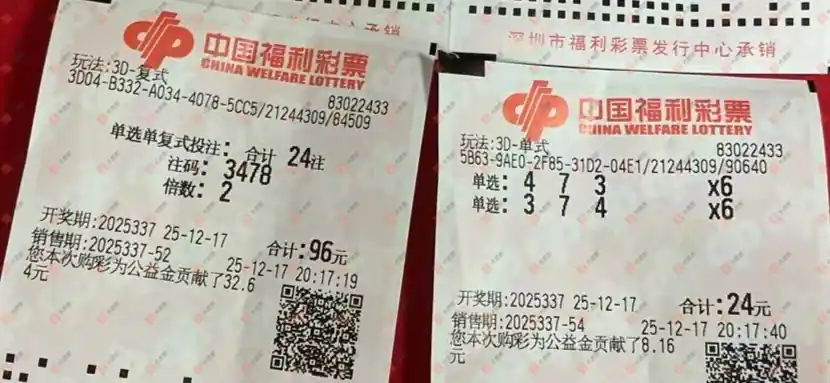 中心承销
中国福利彩票
CHINA WELFARE LOTTERY
玩法:3D-复式
83022433
3D04-B332-A034-4078-5CC5/21244309/84509
单选单复式投注: 合计 24注
注码: 3478
倍数: 2
开奖期:2025337 25-12-17
合计:96元
销售期:2025337-52
25-12-17 20:17:19
您本次购彩为公益金贡献了32.6
4元
深圳市福利彩票发行中心承销
中国福利彩票
CHINA WELFARE LOTTERY
玩法:3D-单式
83022433
5B63-9AE0-2F85-31D2-04E1/21244309/90640
单选: 4 7 3 x6
单选: 3 7 4 x6
开奖期:2025337 25-12-17
合计:24元
销售期:2025337-54
25-12-17 20:17:40
您本次购彩为公益金贡献了8.16
元